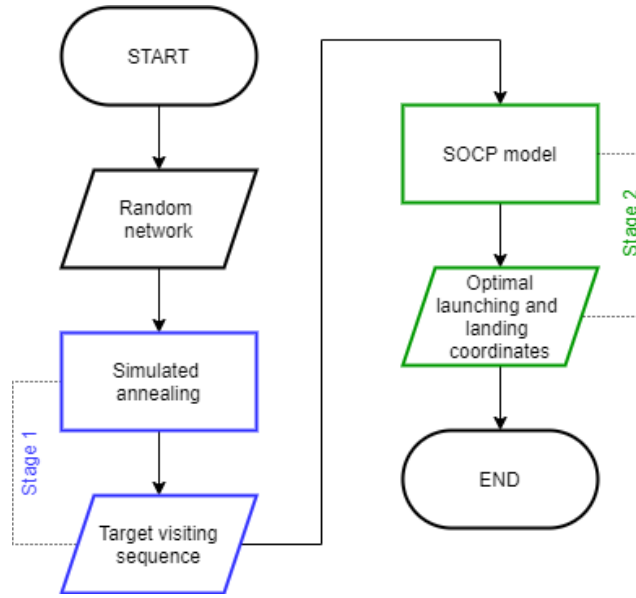 START
Random
network
Simulated
annealing
Stage 1
Target visiting
sequence
SOCP model
Stage 2
Optimal
launching and
landing
coordinates
END